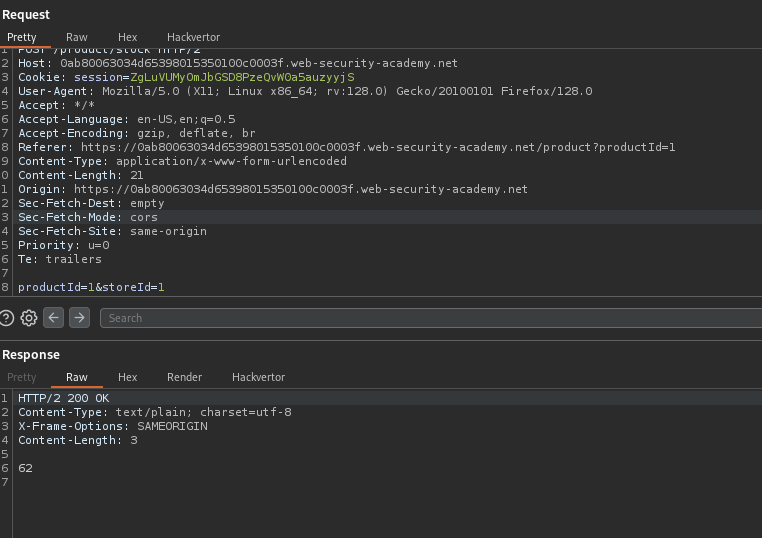 Request
Pretty Raw Hex Hackvertor
1 POST /product/stock HTTP/2
2 Host: 0ab80063034d65398015350100c0003f.web-security-academy.net
3 Cookie: session=ZgLuVUMyOmJbGSD8PzeQvWOa5auzyyjS
4 User-Agent: Mozilla/5.0 (X11; Linux x86_64; rv:128.0) Gecko/20100101 Firefox/128.0
5 Accept: */*
6 Accept-Language: en-US,en;q=0.5
7 Accept-Encoding: gzip, deflate, br
8 Referer: https://0ab80063034d65398015350100c0003f.web-security-academy.net/product?productId=1
9 Content-Type: application/x-www-form-urlencoded
0 Content-Length: 21
1 Origin: https://0ab80063034d65398015350100c0003f.web-security-academy.net
2 Sec-Fetch-Dest: empty
3 Sec-Fetch-Mode: cors
4 Sec-Fetch-Site: same-origin
5 Priority: u=0
6 Te: trailers
7
8 productId=1&storeId=1
Search
Response
Pretty Raw Hex Render Hackvertor
1 HTTP/2 200 OK
2 Content-Type: text/plain; charset=utf-8
3 X-Frame-Options: SAMEORIGIN
4 Content-Length: 3
5
6 62
7